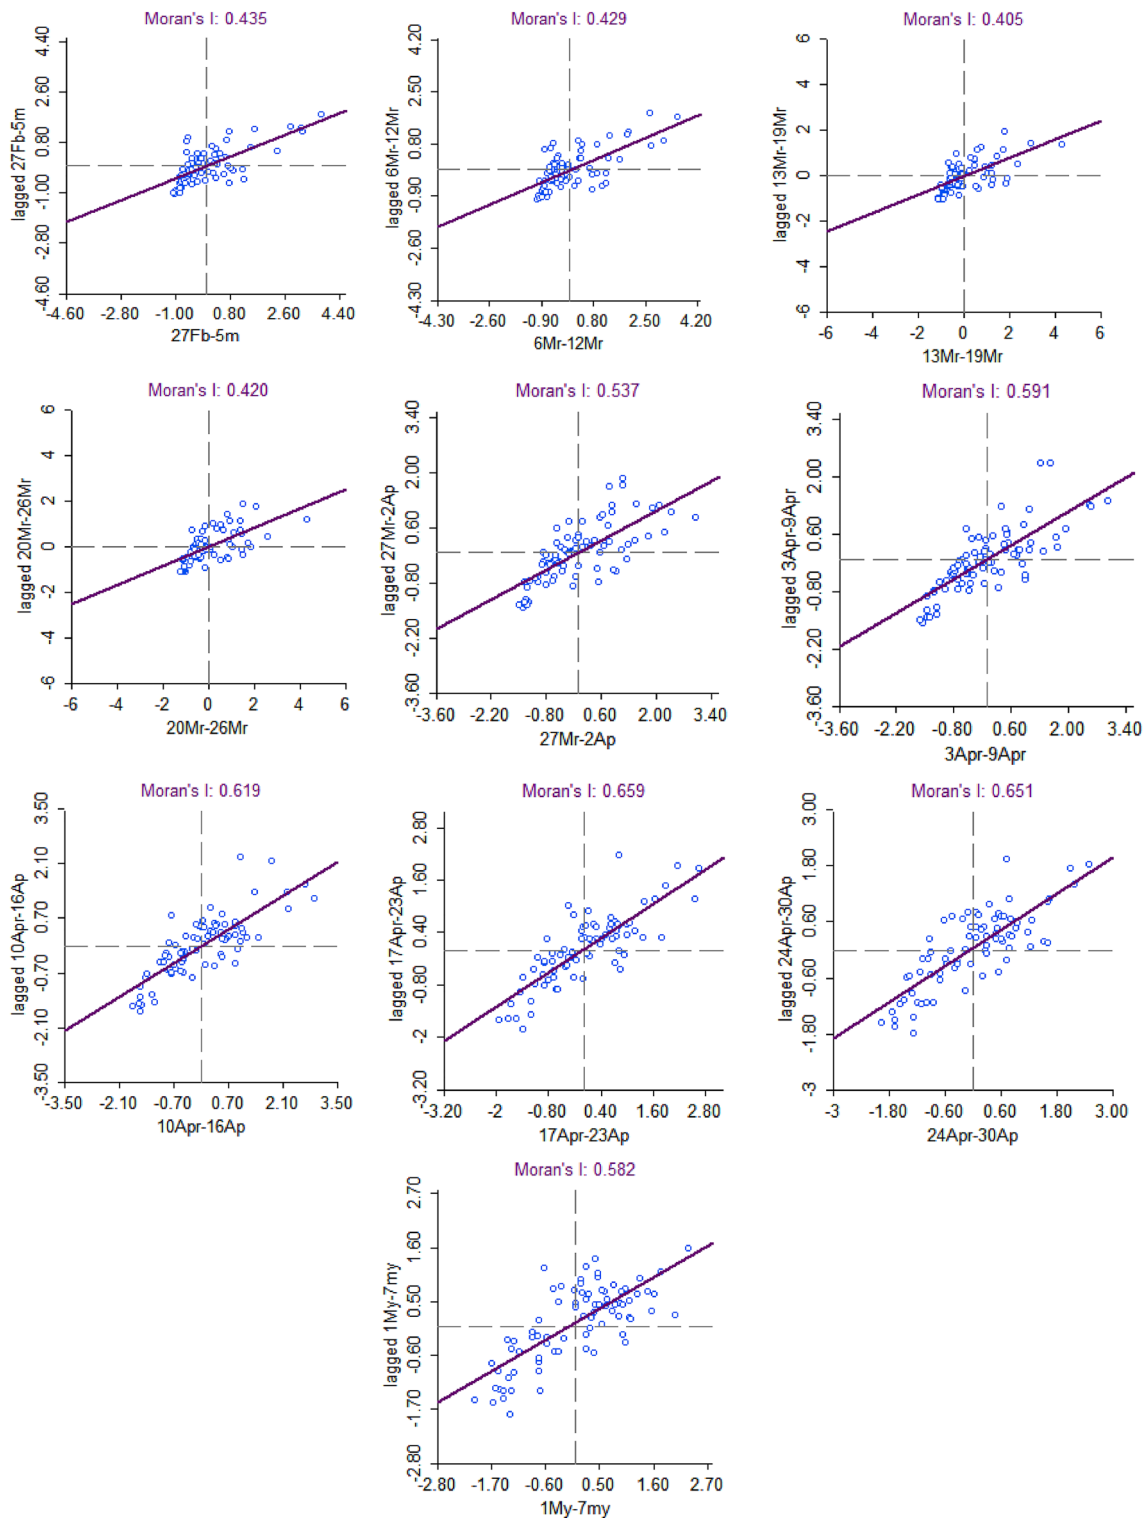 Moran's I: 0.435
lagged 27Fb-5m
4.40
2.60
0.80
-1.00
-2.80
-4.60
-4.60 -2.80 -1.00 0.80 2.60 4.40
27Fb-5m
Moran's I: 0.429
lagged 6Mr-12Mr
4.20
2.50
0.80
-0.90
-2.60
-4.30
-4.30 -2.60 -0.90 0.80 2.50 4.20
6Mr-12Mr
Moran's I: 0.405
lagged 13Mr-19Mr
6
4
2
0
-2
-4
-6
-6 -4 -2 0 2 4 6
13Mr-19Mr
Moran's I: 0.420
lagged 20Mr-26Mr
6
4
2
0
-2
-4
-6
-6 -4 -2 0 2 4 6
20Mr-26Mr
Moran's I: 0.537
lagged 27Mr-2Ap
3.40
2.00
0.60
-0.80
-2.20
-3.60
-3.60 -2.20 -0.80 0.60 2.00 3.40
27Mr-2Ap
Moran's I: 0.591
lagged 3Apr-9Apr
3.40
2.00
0.60
-0.80
-2.20
-3.60
-3.60 -2.20 -0.80 0.60 2.00 3.40
3Apr-9Apr
Moran's I: 0.619
lagged 10Apr-16Ap
3.50
2.10
0.70
-0.70
-2.10
-3.50
-3.50 -2.10 -0.70 0.70 2.10 3.50
10Apr-16Ap
Moran's I: 0.659
lagged 17Apr-23Ap
2.80
1.60
0.40
-0.80
-2
-3.20
-3.20 -2 -0.80 0.40 1.60 2.80
17Apr-23Ap
Moran's I: 0.651
lagged 24Apr-30Ap
3.00
1.80
0.60
-0.60
-1.80
-3
-3 -1.80 -0.60 0.60 1.80 3.00
24Apr-30Ap
Moran's I: 0.582
lagged 1My-7my
2.70
1.60
0.50
-0.60
-1.70
-2.80
-2.80 -1.70 -0.60 0.50 1.60 2.70
1My-7my